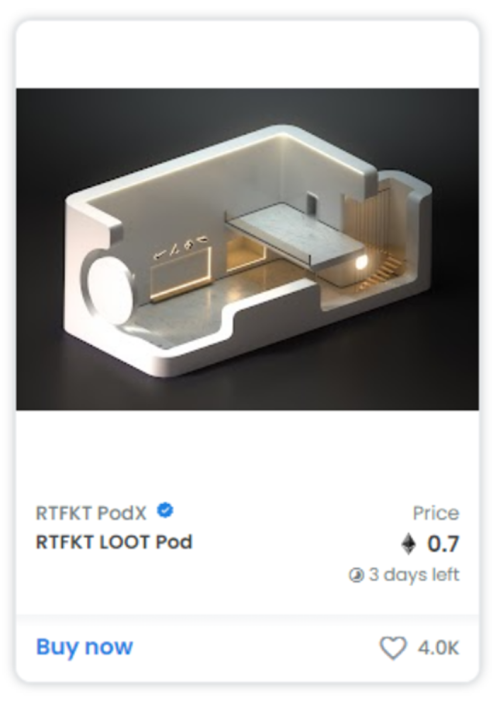 RTFKT PodX
RTFKT LOOT Pod
Price
0.7
3 days left
Buy now
4.0K